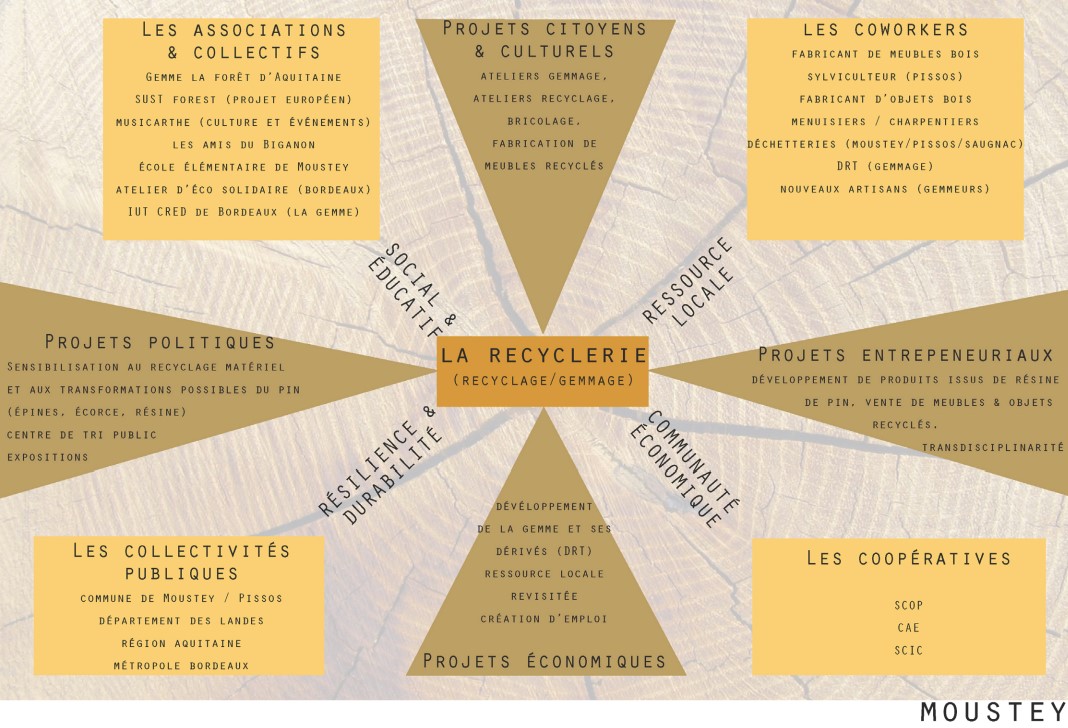 Les associations
& collectifs
Gemme la forêt d'Aquitaine
SUST forest (projet européen)
musicarthe (culture et événements)
les amis du Biganon
École élémentaire de Moustey
atelier d'éco solidaire (bordeaux)
IUT CRED de Bordeaux (la gemme)
Projets citoyens
& culturels
ateliers gemmage,
ateliers recyclage,
bricolage,
fabrication de
meubles recyclés
Les coworkers
fabricant de meubles bois
sylviculteur (pissos)
fabricant d'objets bois
menuisiers / charpentiers
déchetteries (moustey/pissos/saugnac)
DRT (gemmage)
nouveaux artisans (gemmeurs)
SOCIAL &
ÉDUCATIF
RESSOURCE
LOCALE
Projets politiques
Sensibilisation au recyclage matériel
et aux transformations possibles du pin
(épines, écorce, résine)
centre de tri public
expositions
LA RECYCLERIE
(recyclage/gemmage)
Projets entrepeneuriaux
développement de produits issus de résine
de pin, vente de meubles & objets
recyclés,
transdisciplinarité
RÉSILIENCE &
DURABILITÉ
COMMUNAUTÉ
ÉCONOMIQUE
développement
de la gemme et ses
dérivés (DRT)
ressource locale
revisitée
création d'emploi
Projets économiques
Les collectivités
publiques
commune de Moustey / Pissos
département des landes
région aquitaine
métropole bordeaux
Les coopératives
SCOP
CAE
SCIC
MOUSTEY